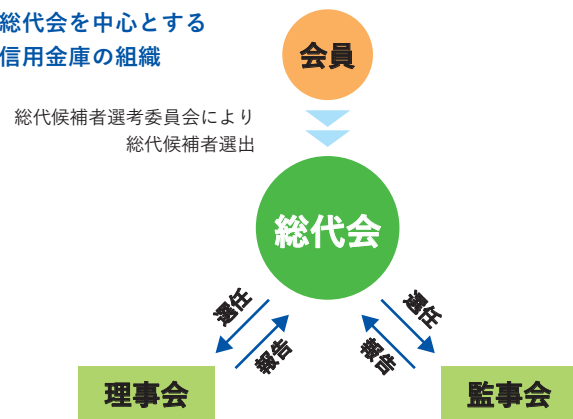 総代会を中心とする
信用金庫の組織
会員
総代候補者選考委員会により
総代候補者選出
総代会
選任
報告
選任
報告
理事会
監事会